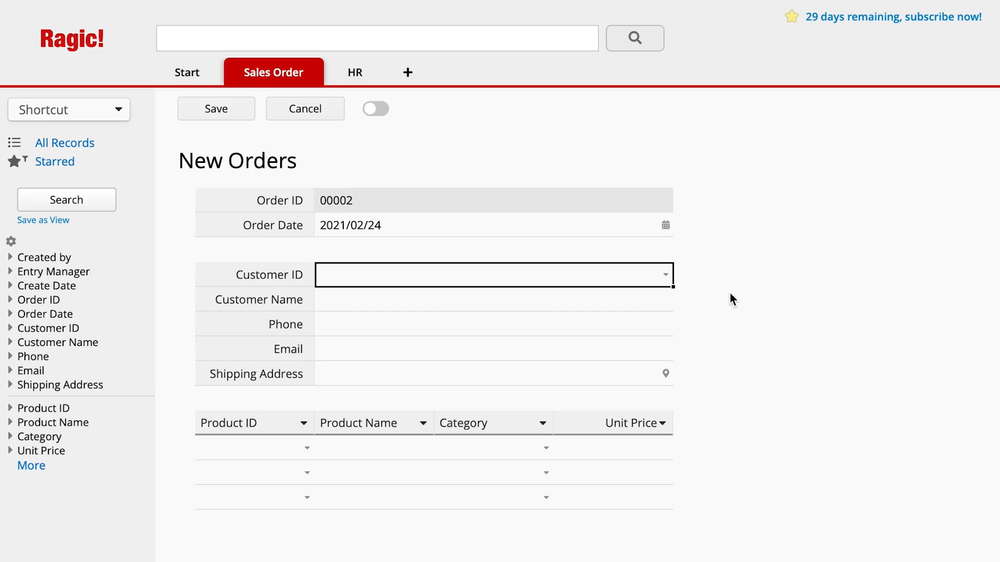 29 days remaining, subscribe now!
Ragic!
Start
Sales Order
HR
+
Shortcut
Save
Cancel
All Records
Starred
Search
Save as View
Created by
Entry Manager
Create Date
Order ID
Order Date
Customer ID
Customer Name
Phone
Email
Shipping Address
Product ID
Product Name
Category
Unit Price
More
New Orders
Order ID 00002
Order Date 2021/02/24
Customer ID
Customer Name
Phone
Email
Shipping Address
Product ID Product Name Category Unit Price